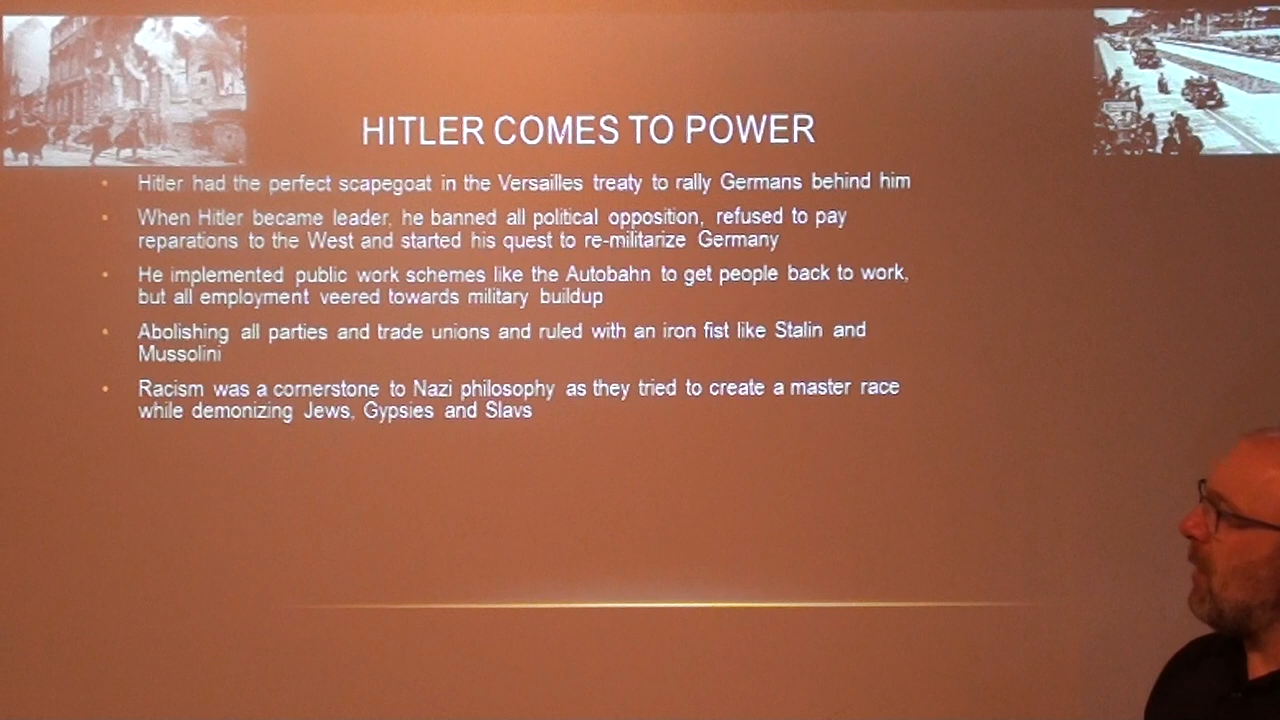 HITLER COMES TO POWER
• Hitler had the perfect scapegoat in the Versailles treaty to rally Germans behind him
• When Hitler became leader, he banned all political opposition, refused to pay
reparations to the West and started his quest to re-militarize Germany
• He implemented public work schemes like the Autobahn to get people back to work,
but all employment veered towards military buildup
• Abolishing all parties and trade unions and ruled with an iron fist like Stalin and
Mussolini
• Racism was a cornerstone to Nazi philosophy as they tried to create a master race
while demonizing Jews, Gypsies and Slavs